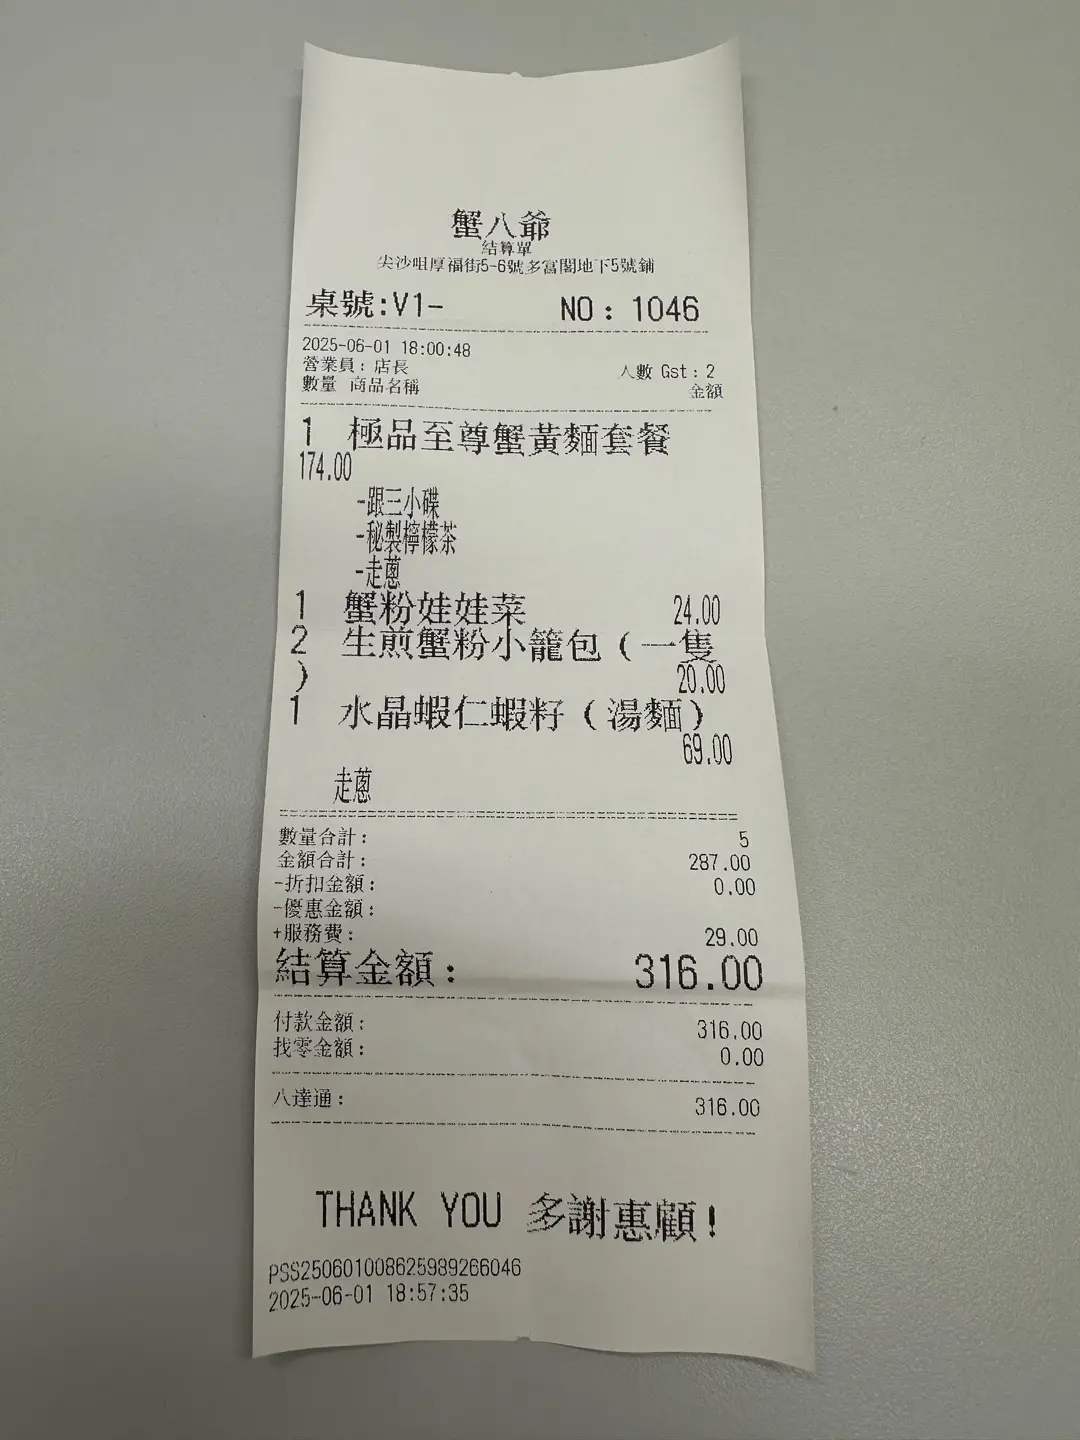 蟹八爺
结算單
尖沙咀厚福街5-6號多富閣地下5號鋪
桌號:V1- NO: 1046
2025-06-01 18:00:48
營業員: 店長 人數 Gst: 2
數量 商品名稱 金額
1 極品至尊蟹黃麵套餐
174.00
-跟三小碟
-秘製檸檬茶
-走蔥
1 蟹粉娃娃菜 24.00
2 生煎蟹粉小籠包(一隻
) 20.00
1 水晶蝦仁蝦籽(湯麵)
69.00
走蔥
數量合計: 5
金額合計: 287.00
-折扣金額: 0.00
-優惠金額:
+服務費: 29.00
結算金額: 316.00
付款金額: 316.00
找零金額: 0.00
八達通: 316.00
THANK YOU 多謝惠顧!
PSS250601008625989266046
2025-06-01 18:57:35